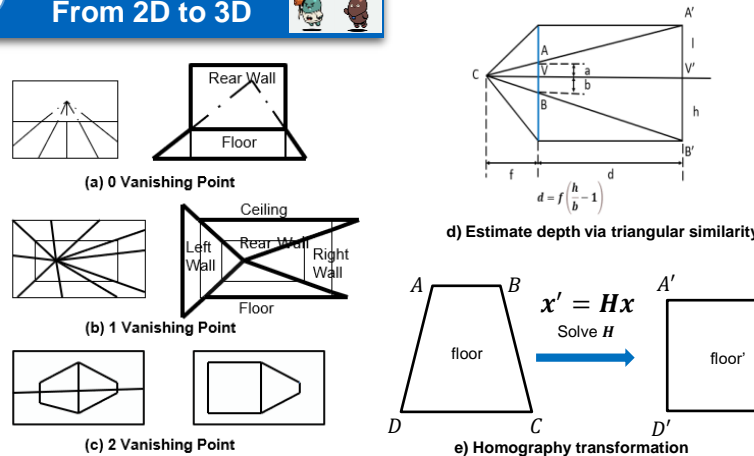 From 2D to 3D
Rear Wall
Floor
(a) 0 Vanishing Point
Ceiling
Left
Wall
Rear Wall
Right
Wall
Floor
(b) 1 Vanishing Point
(c) 2 Vanishing Point
A'
A
l
C
V
a
V'
b
B
h
B'
f
d
d = f(h/b − 1)
d) Estimate depth via triangular similarity
A
B
x' = Hx
A'
Solve H
floor
floor'
D
C
D'
e) Homography transformation